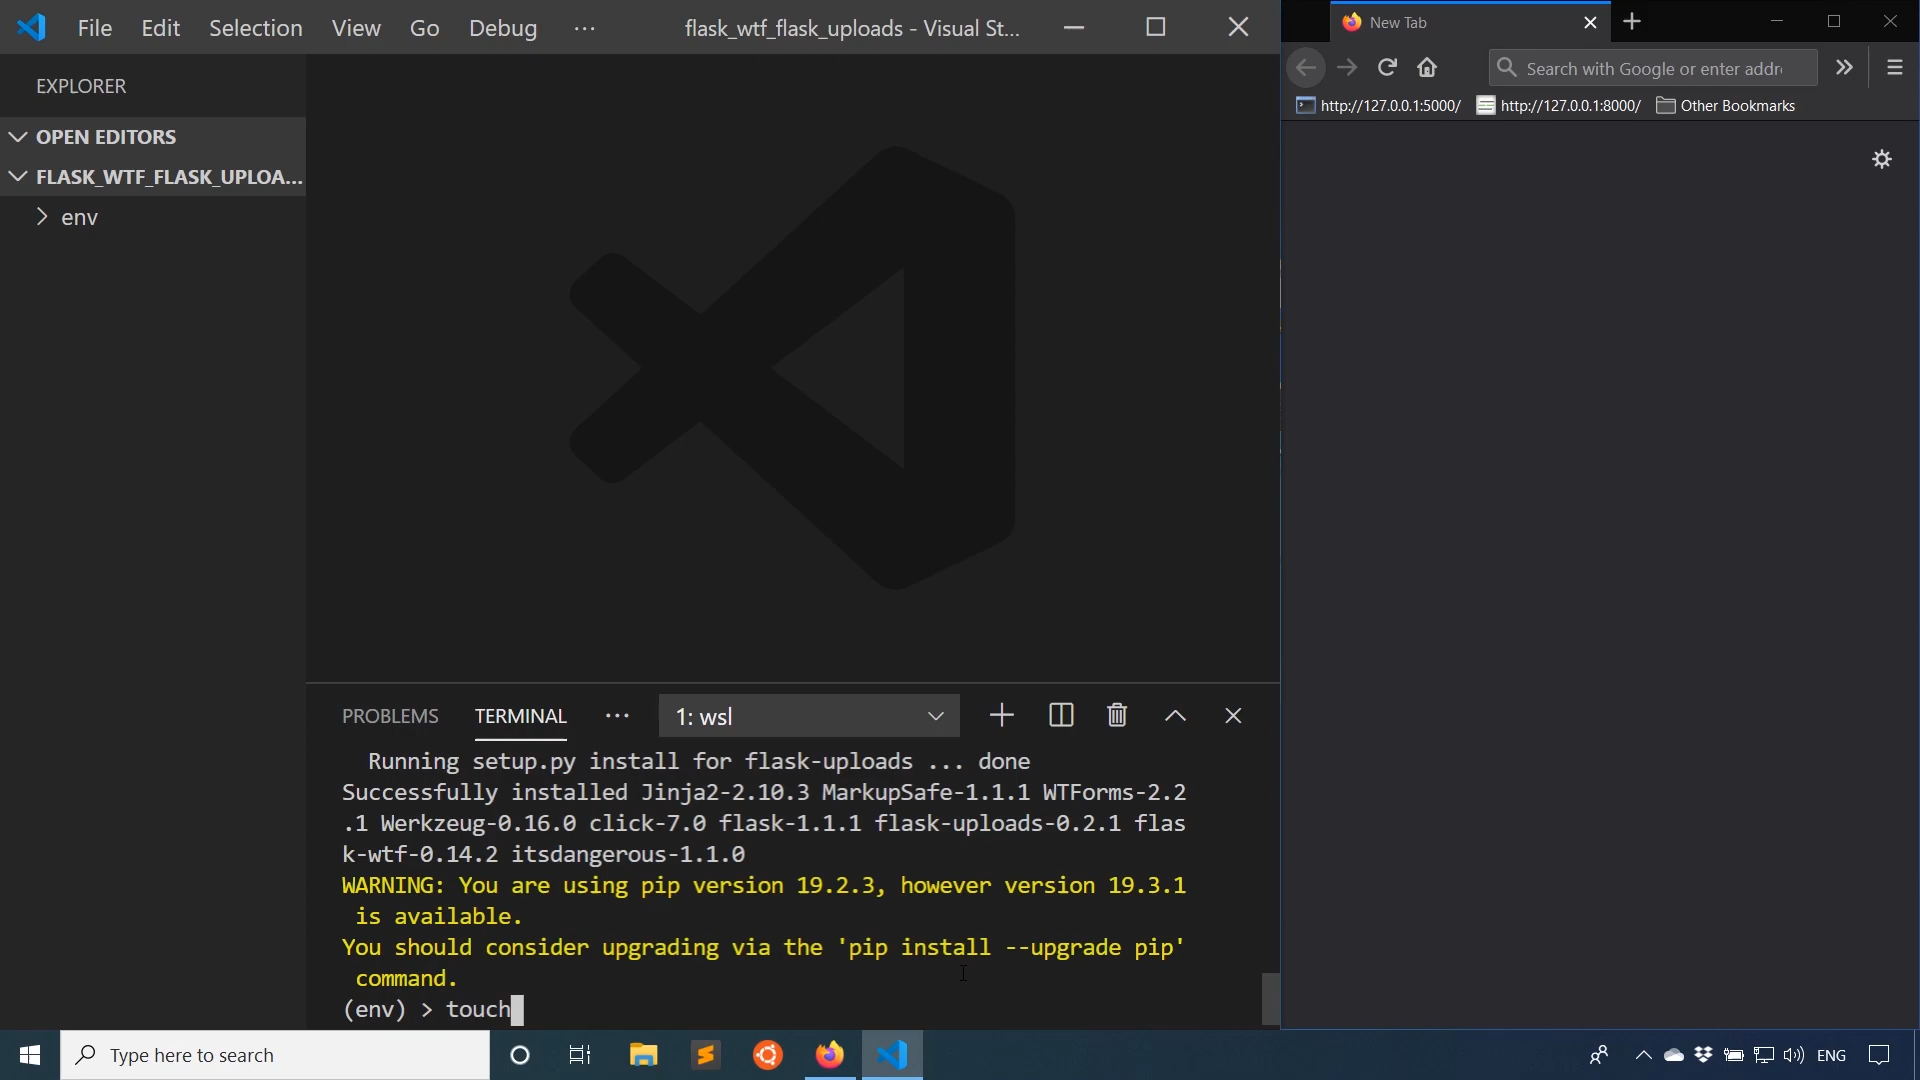 File Edit Selection View Go Debug ··· flask_wtf_flask_uploads - Visual St...
New Tab
EXPLORER
Search with Google or enter addr
http://127.0.0.1:5000/ http://127.0.0.1:8000/ Other Bookmarks
OPEN EDITORS
FLASK_WTF_FLASK_UPLOA...
env
PROBLEMS TERMINAL ··· 1: wsl
Running setup.py install for flask-uploads ... done
Successfully installed Jinja2-2.10.3 MarkupSafe-1.1.1 WTForms-2.2
.1 Werkzeug-0.16.0 click-7.0 flask-1.1.1 flask-uploads-0.2.1 flas
k-wtf-0.14.2 itsdangerous-1.1.0
WARNING: You are using pip version 19.2.3, however version 19.3.1
is available.
You should consider upgrading via the 'pip install --upgrade pip'
command.
(env) > touch
Type here to search
ENG